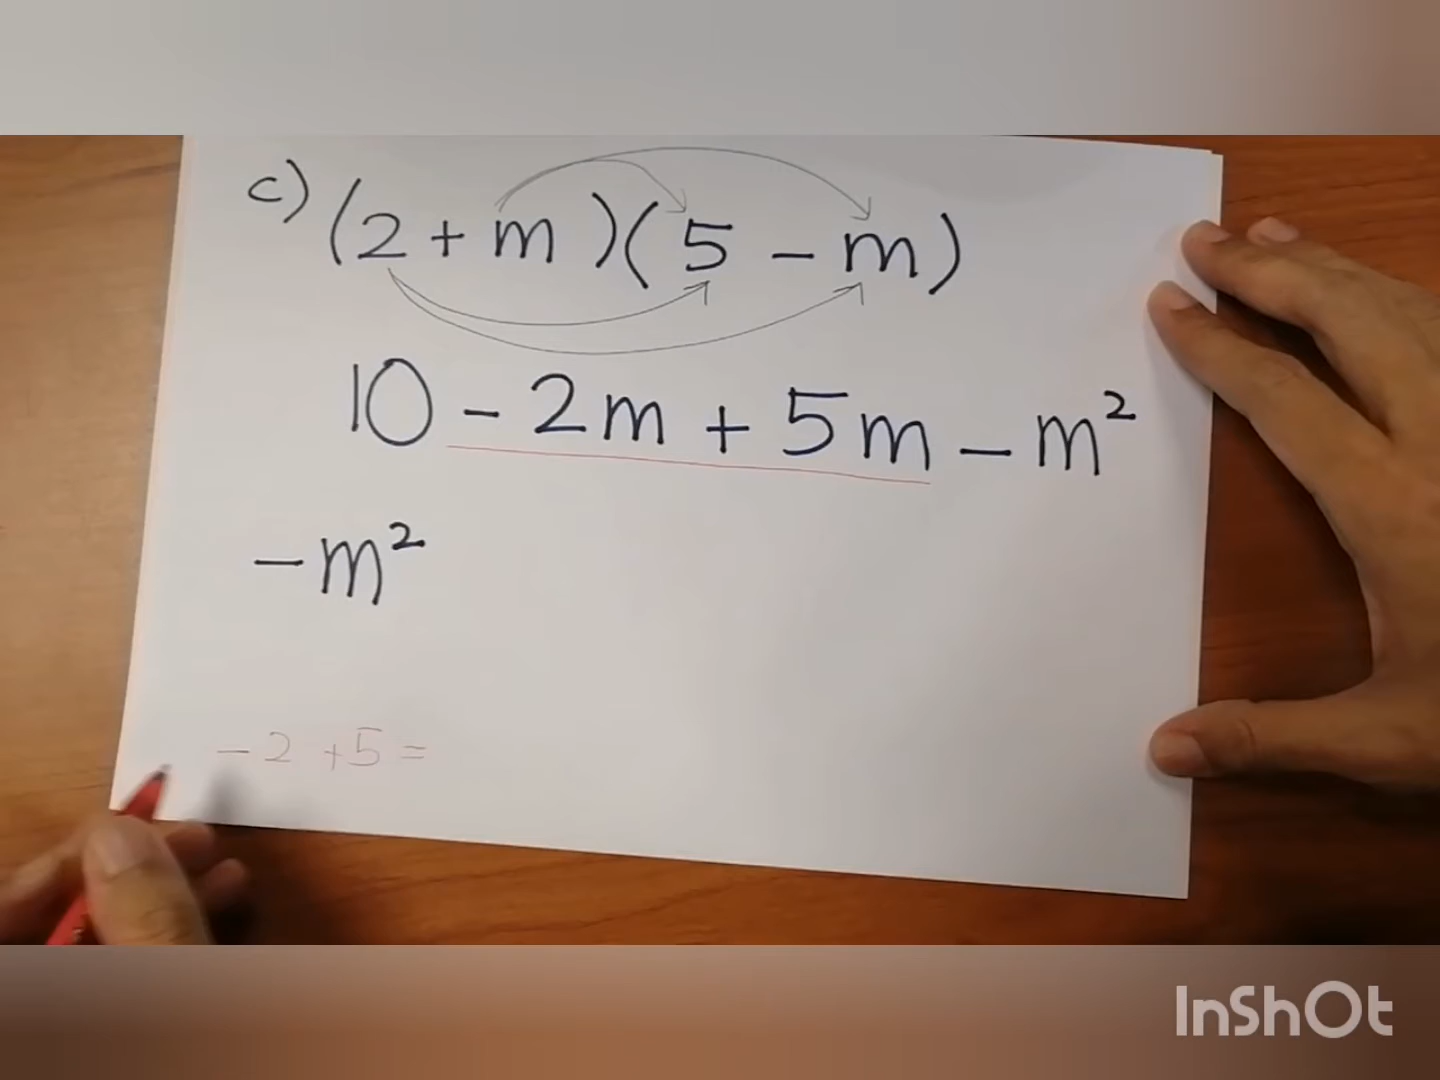 c) (2 + m)(5 - m)
10 - 2m + 5m - m²
- m²
- 2 + 5 =
InShOt